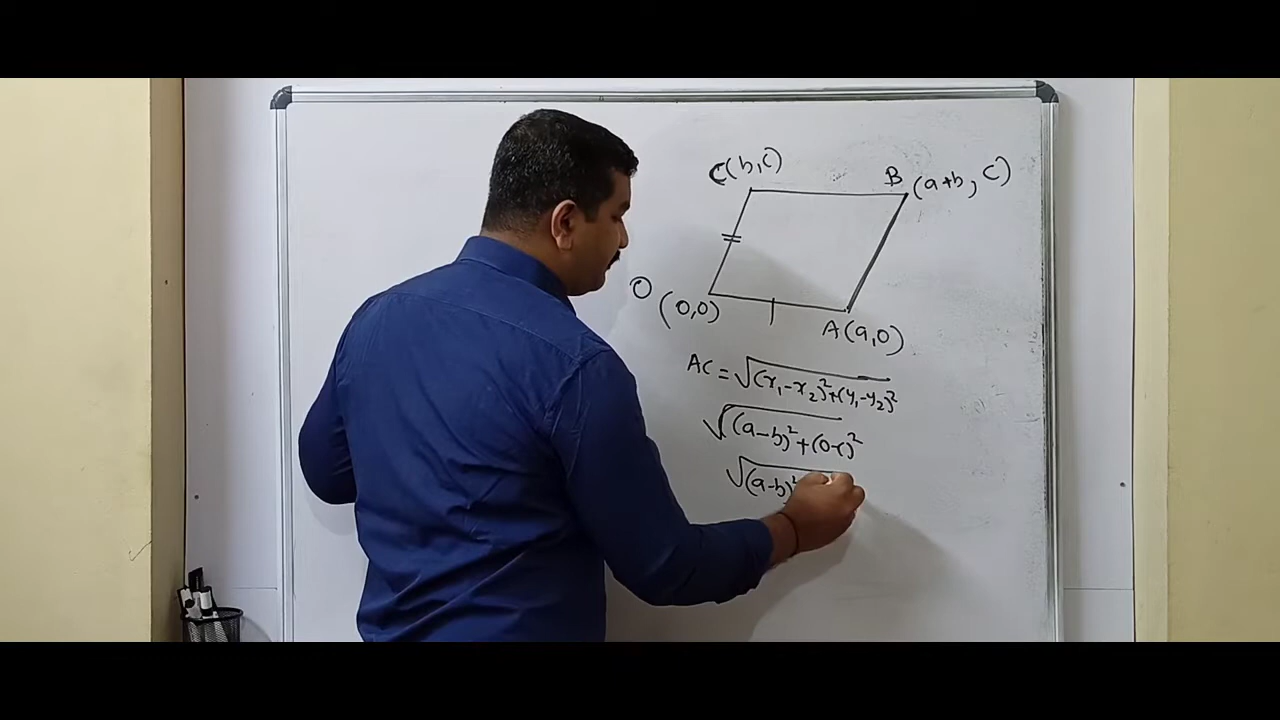 C(b,c)
B (a+b, c)
O (0,0)
A(a,0)
AC = √(x₁-x₂)²+(y₁-y₂)²
√(a-b)²+(0-c)²
√(a-b)²